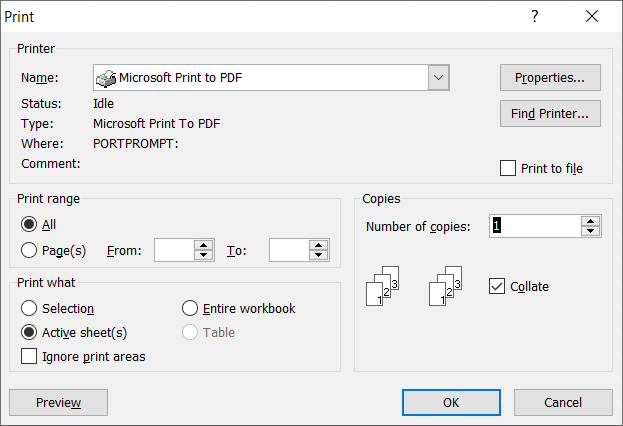 Print ?
Printer
Name: Microsoft Print to PDF Properties...
Status: Idle
Type: Microsoft Print To PDF Find Printer...
Where: PORTPROMPT:
Comment: Print to file
Print range
All
Page(s) From: To:
Copies
Number of copies: 1
1 2 3 1 2 3 Collate
Print what
Selection Entire workbook
Active sheet(s) Table
Ignore print areas
Preview OK Cancel